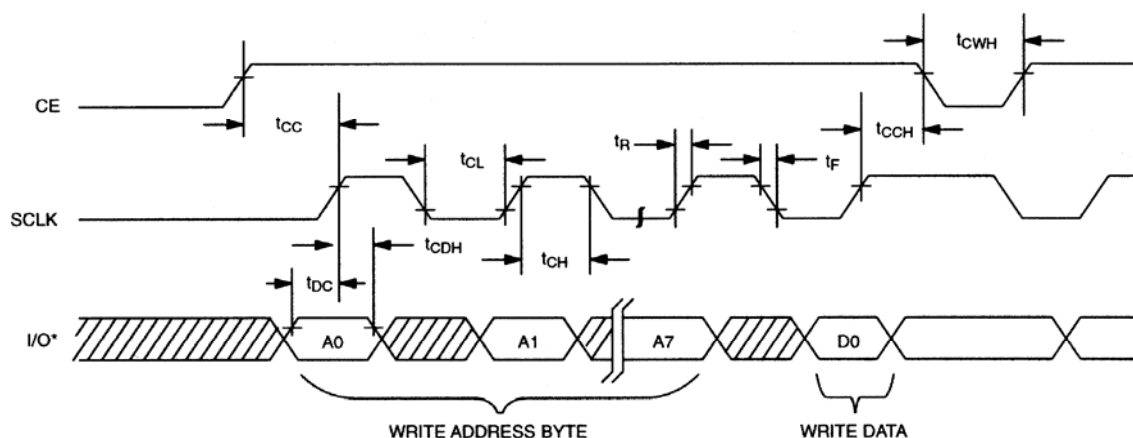 tCWH
CE
tCC
tCCH
tR
tF
tCL
SCLK
tCDH
tCH
tDC
I/O*
A0
A1
A7
D0
WRITE ADDRESS BYTE
WRITE DATA